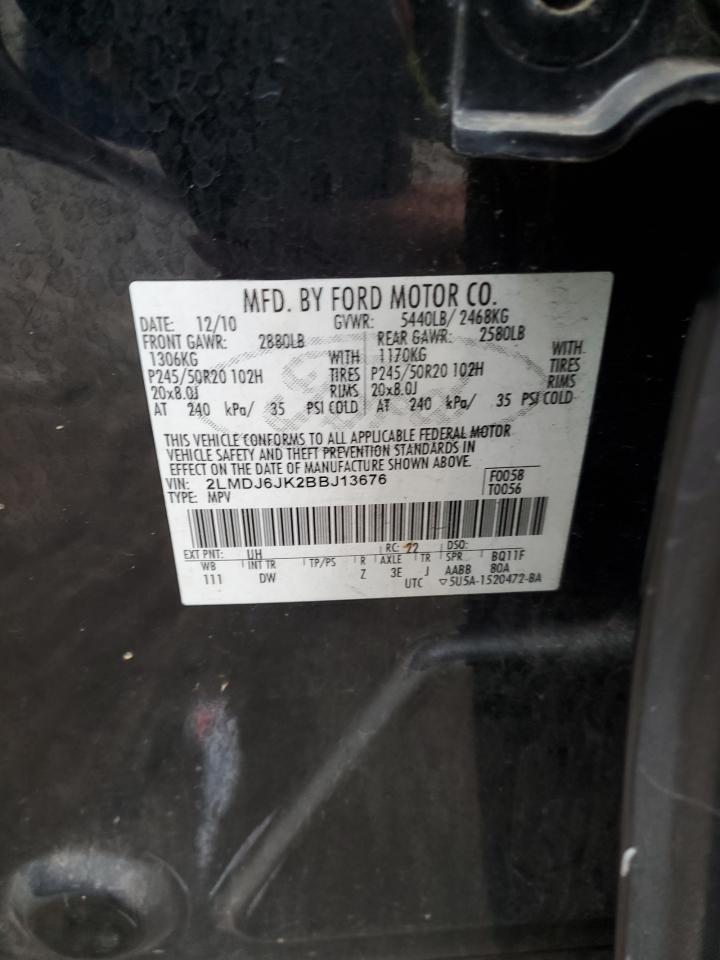 MFD. BY FORD MOTOR CO.
DATE: 12/10 GVWR: 5440LB/ 2468KG
FRONT GAWR: 2880LB REAR GAWR: 2580LB
1306KG WITH 1170KG WITH
P245/50R20 102H TIRES P245/50R20 102H TIRES
20x8.0J RIMS 20x8.0J RIMS
AT 240 kPa/ 35 PSI COLD AT 240 kPa/ 35 PSI COLD
THIS VEHICLE CONFORMS TO ALL APPLICABLE FEDERAL MOTOR
VEHICLE SAFETY AND THEFT PREVENTION STANDARDS IN
EFFECT ON THE DATE OF MANUFACTURE SHOWN ABOVE.
VIN: 2LMDJ6JK2BBJ13676 F0058
TYPE: MPV T0056
EXT PNT: UH RC: 22 DSO:
WB INT TR TP/PS R AXLE TR SPR BQ11F
111 DW Z 3E J AABB 80A
UTC ▽5U5A-1520472-BA